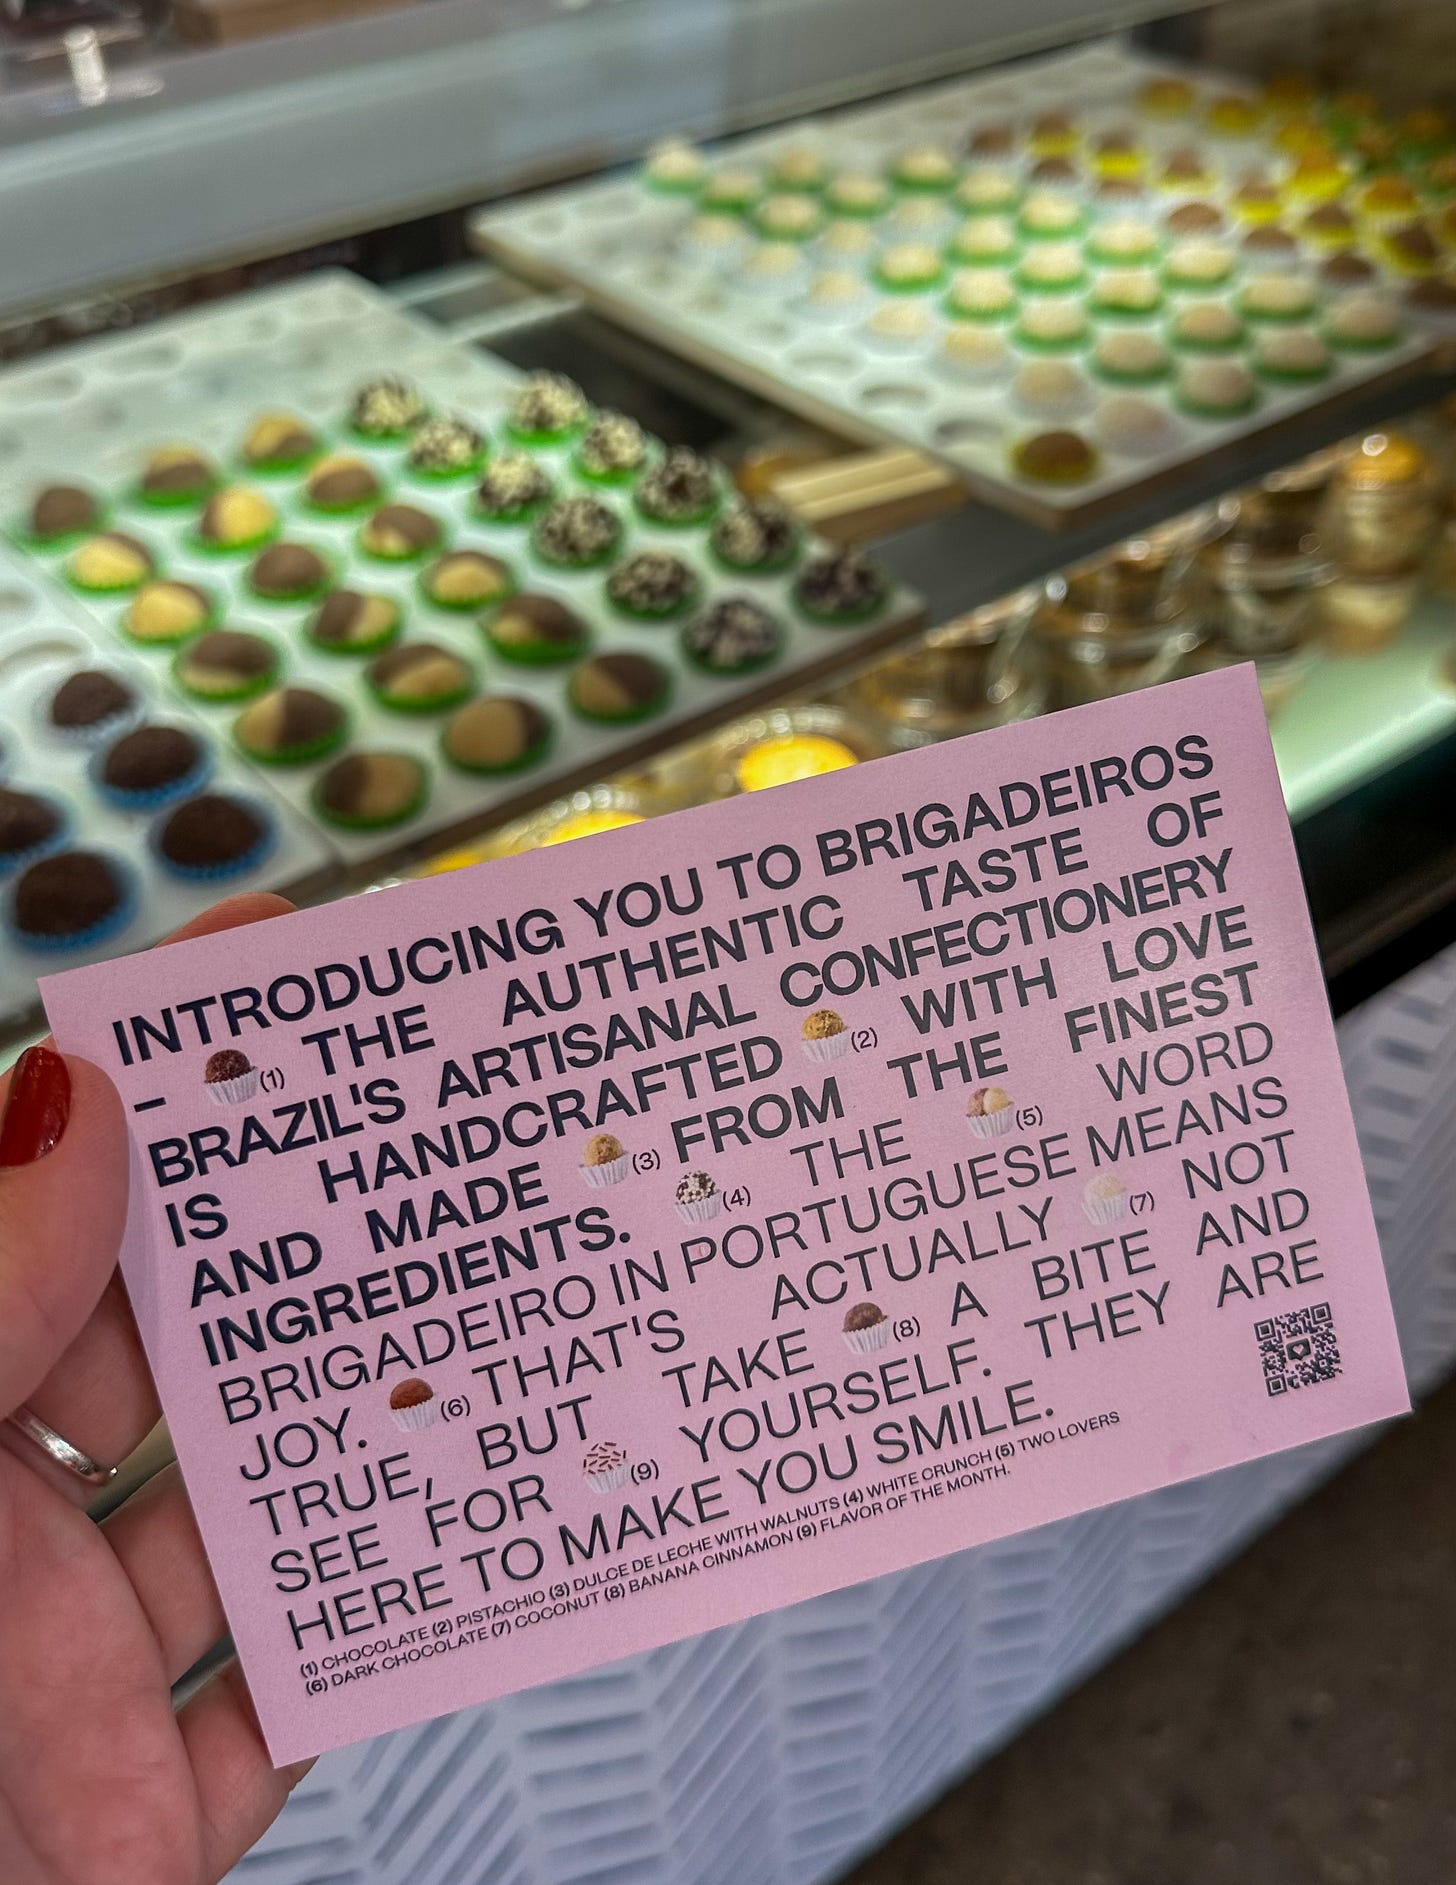 INTRODUCING YOU TO BRIGADEIROS
– (1) THE AUTHENTIC TASTE OF
BRAZIL'S ARTISANAL CONFECTIONERY
IS HANDCRAFTED (2) WITH LOVE
AND MADE (3) FROM THE FINEST
INGREDIENTS. (4) THE (5) WORD
BRIGADEIRO IN PORTUGUESE MEANS
JOY. (6) THAT'S ACTUALLY (7) NOT
TRUE, BUT TAKE (8) A BITE AND
SEE FOR (9) YOURSELF. THEY ARE
HERE TO MAKE YOU SMILE.
(1) CHOCOLATE (2) PISTACHIO (3) DULCE DE LECHE WITH WALNUTS (4) WHITE CRUNCH (5) TWO LOVERS
(6) DARK CHOCOLATE (7) COCONUT (8) BANANA CINNAMON (9) FLAVOR OF THE MONTH.